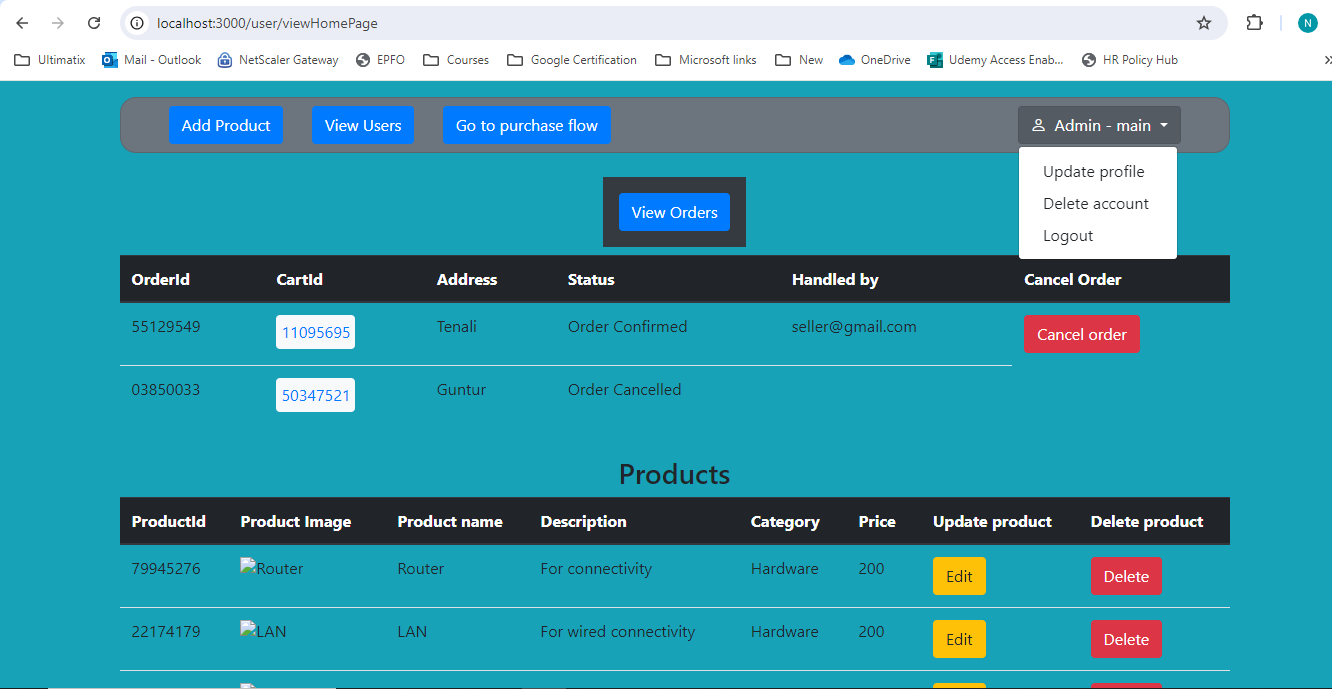 localhost:3000/user/viewHomePage
N
Ultimatix Mail - Outlook NetScaler Gateway EPFO Courses Google Certification Microsoft links New OneDrive Udemy Access Enab... HR Policy Hub »
Add Product View Users Go to purchase flow Admin - main
Update profile
Delete account
Logout
View Orders
OrderId CartId Address Status Handled by Cancel Order
55129549 11095695 Tenali Order Confirmed seller@gmail.com Cancel order
03850033 50347521 Guntur Order Cancelled
Products
ProductId Product Image Product name Description Category Price Update product Delete product
79945276 Router Router For connectivity Hardware 200 Edit Delete
22174179 LAN LAN For wired connectivity Hardware 200 Edit Delete